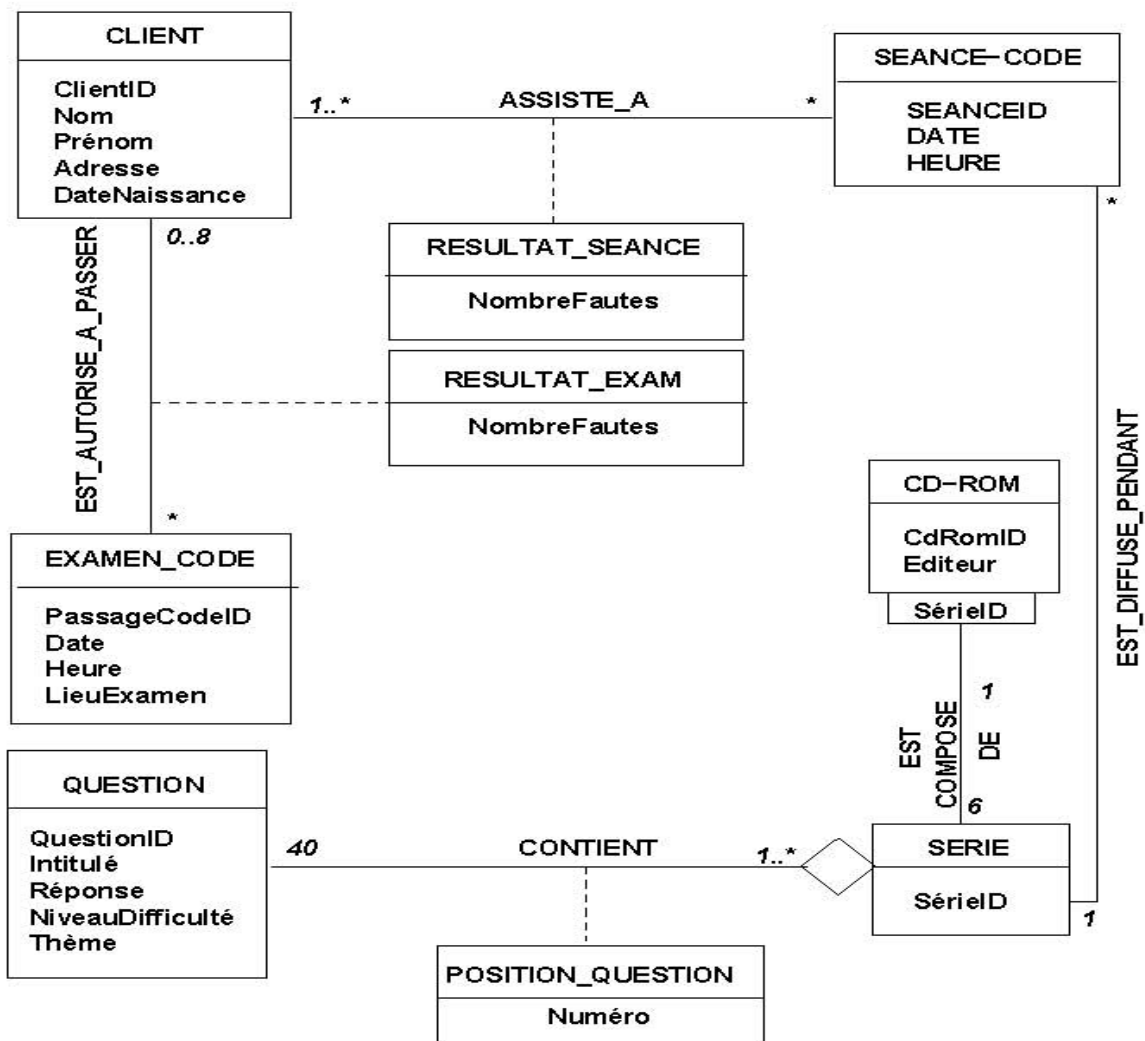 CLIENT
ClientID
Nom
Prénom
Adresse
DateNaissance
1..*
ASSISTE_A
*
SEANCE-CODE
SEANCEID
DATE
HEURE
*
0..8
EST_AUTORISE_A_PASSER
RESULTAT_SEANCE
NombreFautes
RESULTAT_EXAM
NombreFautes
*
EXAMEN_CODE
PassageCodeID
Date
Heure
LieuExamen
CD-ROM
CdRomID
Editeur
SérieID
EST_DIFFUSE_PENDANT
1
EST
COMPOSE
DE
6
QUESTION
QuestionID
Intitulé
Réponse
NiveauDifficulté
Thème
40
CONTIENT
1..*
SERIE
SérieID
1
POSITION_QUESTION
Numéro